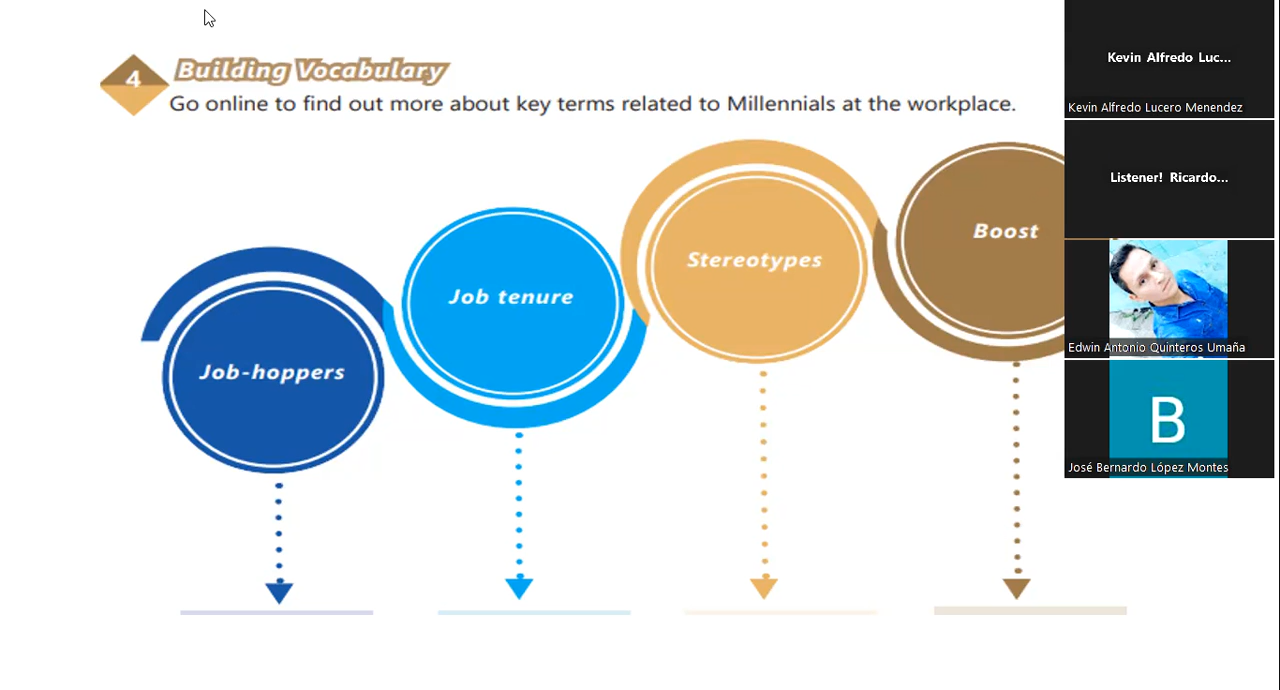 4
Building Vocabulary
Go online to find out more about key terms related to Millennials at the workplace.
Job-hoppers
Job tenure
Stereotypes
Boost
Kevin Alfredo Luc...
Kevin Alfredo Lucero Menendez
Listener! Ricardo...
Edwin Antonio Quinteros Umaña
B
José Bernardo López Montes